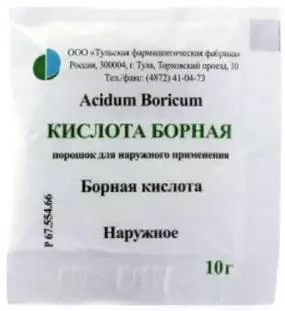 ООО «Тульская фармацевтическая фабрика»
Россия, 300004, г. Тула, Торховский проезд, 10
Тел./факс: (4872) 41-04-73
Acidum Boricum
КИСЛОТА БОРНАЯ
порошок для наружного применения
Борная кислота
Наружное
10 г
Р 67.554.66